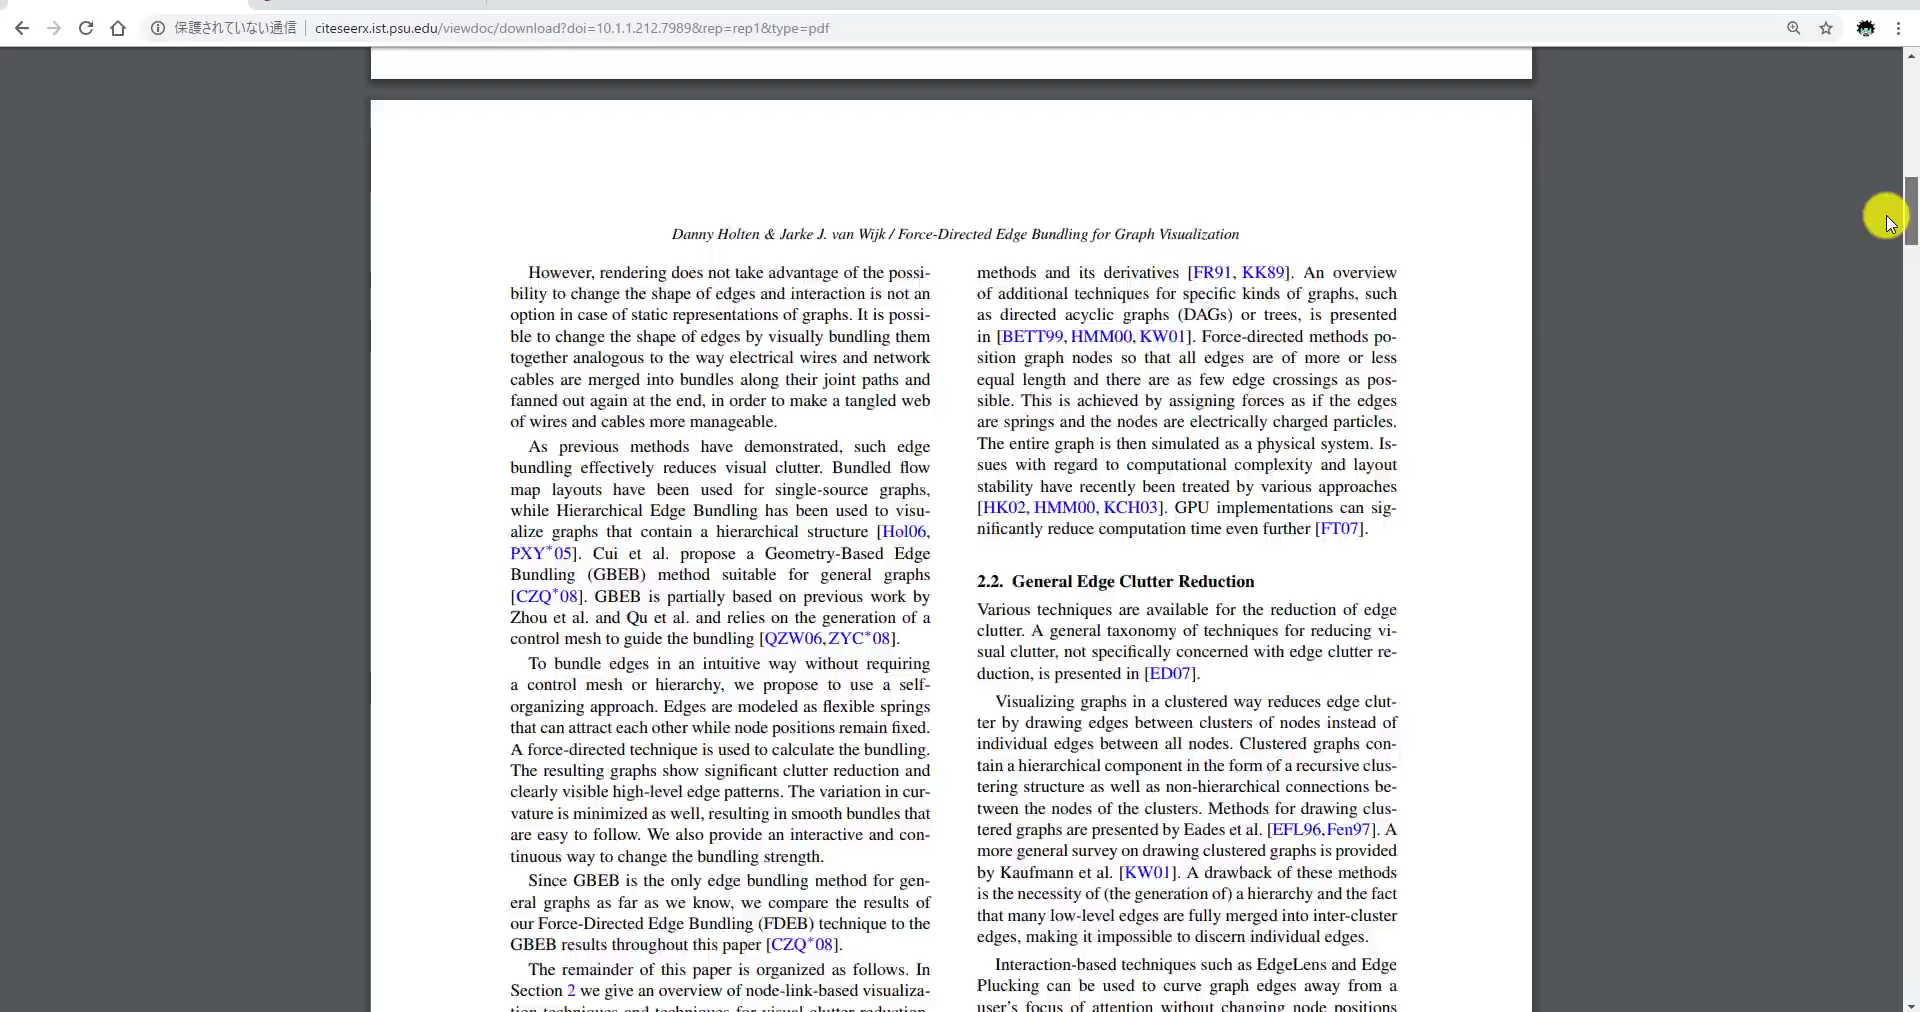 保護されていない通信
citeseerx.ist.psu.edu/viewdoc/download?doi=10.1.1.212.7989&rep=rep1&type=pdf
Danny Holten & Jarke J. van Wijk / Force-Directed Edge Bundling for Graph Visualization
However, rendering does not take advantage of the possi-
bility to change the shape of edges and interaction is not an
option in case of static representations of graphs. It is possi-
ble to change the shape of edges by visually bundling them
together analogous to the way electrical wires and network
cables are merged into bundles along their joint paths and
fanned out again at the end, in order to make a tangled web
of wires and cables more manageable.
As previous methods have demonstrated, such edge
bundling effectively reduces visual clutter. Bundled flow
map layouts have been used for single-source graphs,
while Hierarchical Edge Bundling has been used to visu-
alize graphs that contain a hierarchical structure [Hol06,
PXY*05]. Cui et al. propose a Geometry-Based Edge
Bundling (GBEB) method suitable for general graphs
[CZQ*08]. GBEB is partially based on previous work by
Zhou et al. and Qu et al. and relies on the generation of a
control mesh to guide the bundling [QZW06, ZYC*08].
To bundle edges in an intuitive way without requiring
a control mesh or hierarchy, we propose to use a self-
organizing approach. Edges are modeled as flexible springs
that can attract each other while node positions remain fixed.
A force-directed technique is used to calculate the bundling.
The resulting graphs show significant clutter reduction and
clearly visible high-level edge patterns. The variation in cur-
vature is minimized as well, resulting in smooth bundles that
are easy to follow. We also provide an interactive and con-
tinuous way to change the bundling strength.
Since GBEB is the only edge bundling method for gen-
eral graphs as far as we know, we compare the results of
our Force-Directed Edge Bundling (FDEB) technique to the
GBEB results throughout this paper [CZQ*08].
The remainder of this paper is organized as follows. In
Section 2 we give an overview of node-link-based visualiza-
tion techniques and techniques for visual clutter reduction.
methods and its derivatives [FR91, KK89]. An overview
of additional techniques for specific kinds of graphs, such
as directed acyclic graphs (DAGs) or trees, is presented
in [BETT99, HMM00, KW01]. Force-directed methods po-
sition graph nodes so that all edges are of more or less
equal length and there are as few edge crossings as pos-
sible. This is achieved by assigning forces as if the edges
are springs and the nodes are electrically charged particles.
The entire graph is then simulated as a physical system. Is-
sues with regard to computational complexity and layout
stability have recently been treated by various approaches
[HK02, HMM00, KCH03]. GPU implementations can sig-
nificantly reduce computation time even further [FT07].
2.2. General Edge Clutter Reduction
Various techniques are available for the reduction of edge
clutter. A general taxonomy of techniques for reducing vi-
sual clutter, not specifically concerned with edge clutter re-
duction, is presented in [ED07].
Visualizing graphs in a clustered way reduces edge clut-
ter by drawing edges between clusters of nodes instead of
individual edges between all nodes. Clustered graphs con-
tain a hierarchical component in the form of a recursive clus-
tering structure as well as non-hierarchical connections be-
tween the nodes of the clusters. Methods for drawing clus-
tered graphs are presented by Eades et al. [EFL96, Fen97]. A
more general survey on drawing clustered graphs is provided
by Kaufmann et al. [KW01]. A drawback of these methods
is the necessity of (the generation of) a hierarchy and the fact
that many low-level edges are fully merged into inter-cluster
edges, making it impossible to discern individual edges.
Interaction-based techniques such as EdgeLens and Edge
Plucking can be used to curve graph edges away from a
user's focus of attention without changing node positions